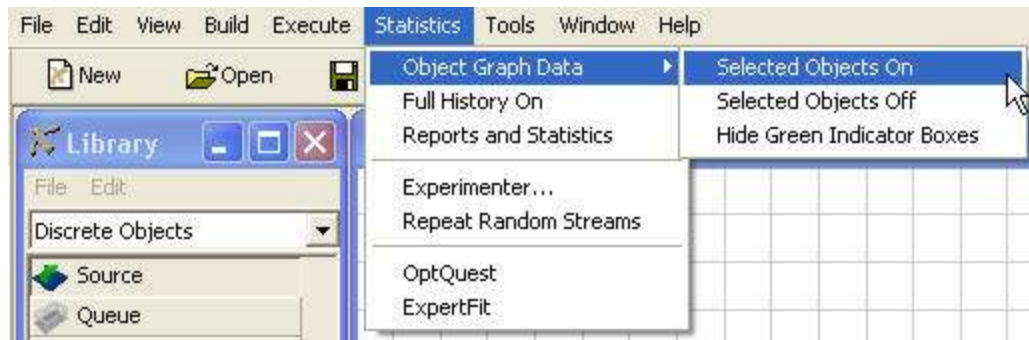 File Edit View Build Execute Statistics Tools Window Help
New Open
Object Graph Data
Full History On
Reports and Statistics
Experimenter...
Repeat Random Streams
OptQuest
ExpertFit
Selected Objects On
Selected Objects Off
Hide Green Indicator Boxes
Library
File Edit
Discrete Objects
Source
Queue